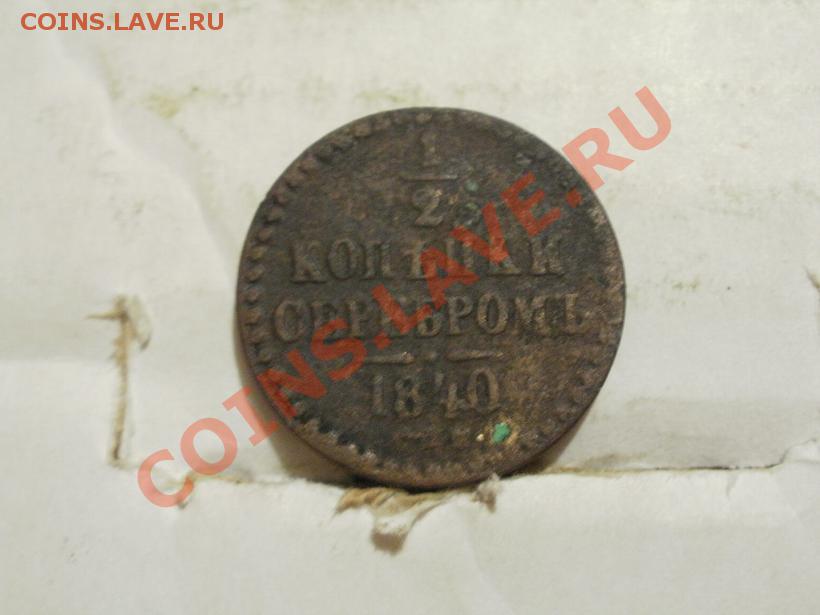 COINS.LAVE.RU
1
2
КОПѢЙКИ
СЕРЕБРОМЪ
1840
COINS.LAVE.RU